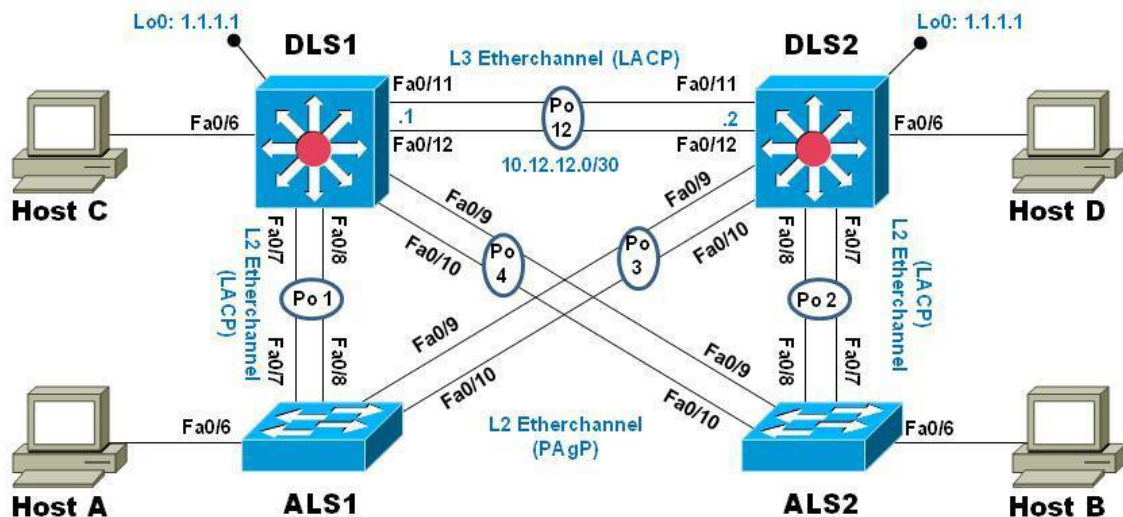 Lo0: 1.1.1.1
Lo0: 1.1.1.1
DLS1
DLS2
L3 Etherchannel (LACP)
Fa0/11
Fa0/11
Fa0/6
.1
Po
12
.2
Fa0/6
Fa0/12
Fa0/12
10.12.12.0/30
Host C
Host D
Fa0/9
Fa0/9
Fa0/10
Fa0/10
Fa0/7
Fa0/8
Fa0/8
Fa0/7
Po
4
Po
3
L2 Etherchannel
(LACP)
Po 1
Po 2
(LACP)
L2 Etherchannel
Fa0/7
Fa0/8
Fa0/9
Fa0/10
Fa0/9
Fa0/10
Fa0/8
Fa0/7
L2 Etherchannel
(PAgP)
Fa0/6
Fa0/6
Host A
ALS1
ALS2
Host B